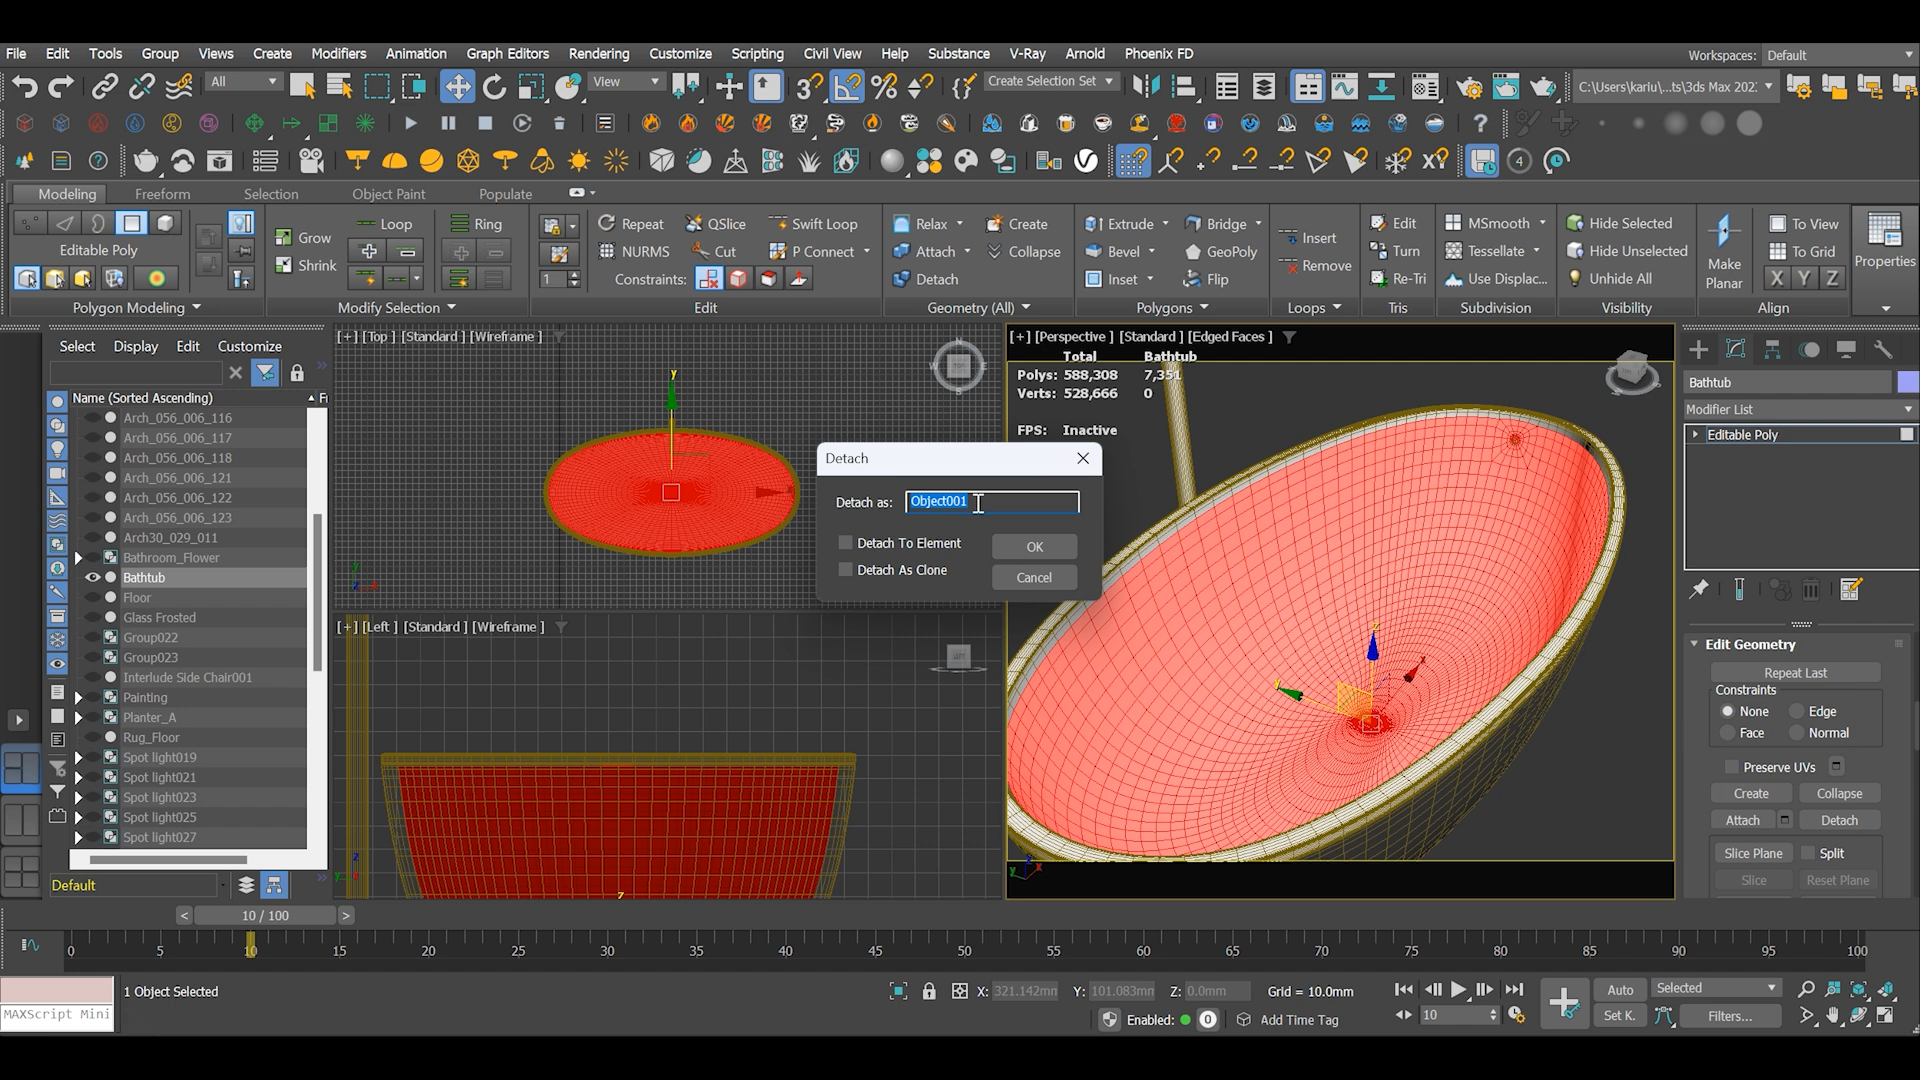 File Edit Tools Group Views Create Modifiers Animation Graph Editors Rendering Customize Scripting Civil View Help Substance V-Ray Arnold Phoenix FD
Workspaces: Default
All
View
Create Selection Set
C:\Users\kariu\...ts\3ds Max 202:
Modeling Freeform Selection Object Paint Populate
Loop Ring Repeat QSlice Swift Loop Relax Create Extrude Bridge Edit MSmooth Hide Selected To View
Editable Poly Grow NURMS Cut P Connect Attach Collapse Bevel GeoPoly Insert Turn Tessellate Hide Unselected To Grid
Shrink 1 Constraints: Detach Inset Flip Remove Re-Tri Use Displac... Unhide All Make Planar X Y Z Properties
Polygon Modeling Modify Selection Edit Geometry (All) Polygons Loops Tris Subdivision Visibility Align
Select Display Edit Customize
Name (Sorted Ascending) Fr
Arch_056_006_116
Arch_056_006_117
Arch_056_006_118
Arch_056_006_121
Arch_056_006_122
Arch_056_006_123
Arch30_029_011
Bathroom_Flower
Bathtub
Floor
Glass Frosted
Group022
Group023
Interlude Side Chair001
Painting
Planter_A
Rug_Floor
Spot light019
Spot light021
Spot light023
Spot light025
Spot light027
Default
[+] [Top ] [Standard ] [Wireframe ]
[+] [Left ] [Standard ] [Wireframe ]
[+] [Perspective ] [Standard ] [Edged Faces ]
Total Bathtub
Polys: 588,308 7,351
Verts: 528,666 0
FPS: Inactive
Detach
Detach as: Object001
Detach To Element OK
Detach As Clone Cancel
Bathtub
Modifier List
Editable Poly
Edit Geometry
Repeat Last
Constraints
None Edge
Face Normal
Preserve UVs
Create Collapse
Attach Detach
Slice Plane Split
Slice Reset Plane
< 10 / 100 >
0 5 10 15 20 25 30 35 40 45 50 55 60 65 70 75 80 85 90 95 100
1 Object Selected
X: 321.142mm Y: 101.083mm Z: 0.0mm Grid = 10.0mm
Auto Selected
MAXScript Mini
Enabled: 0 Add Time Tag
10
Set K. Filters...